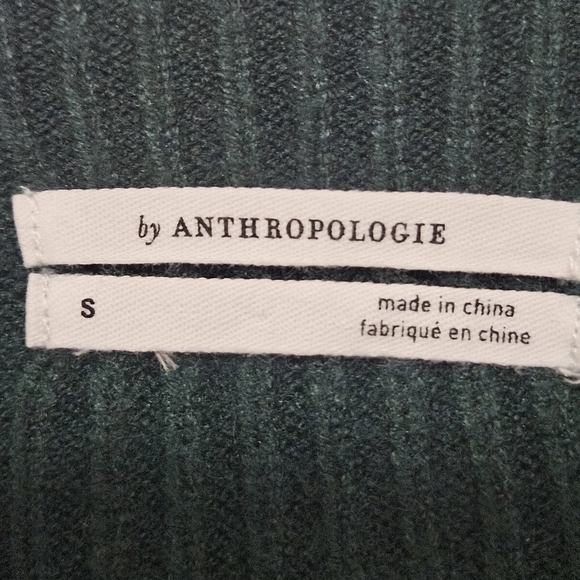 by ANTHROPOLOGIE
S
made in china
fabriqué en chine